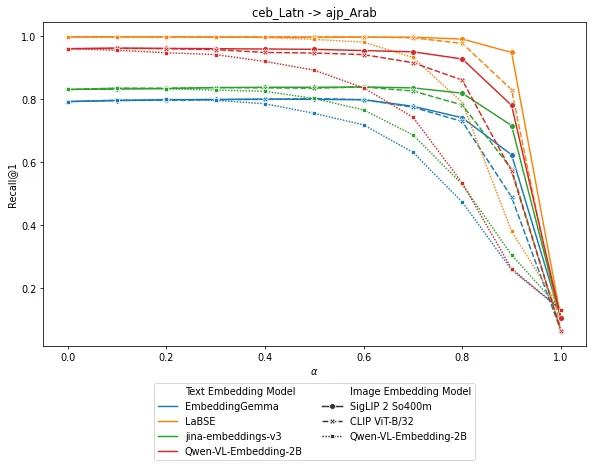 ceb_Latn -> ajp_Arab
Recall@1
1.0
0.8
0.6
0.4
0.2
0.0 0.2 0.4 0.6 0.8 1.0
α
Text Embedding Model Image Embedding Model
EmbeddingGemma SigLIP 2 So400m
LaBSE CLIP ViT-B/32
jina-embeddings-v3 Qwen-VL-Embedding-2B
Qwen-VL-Embedding-2B